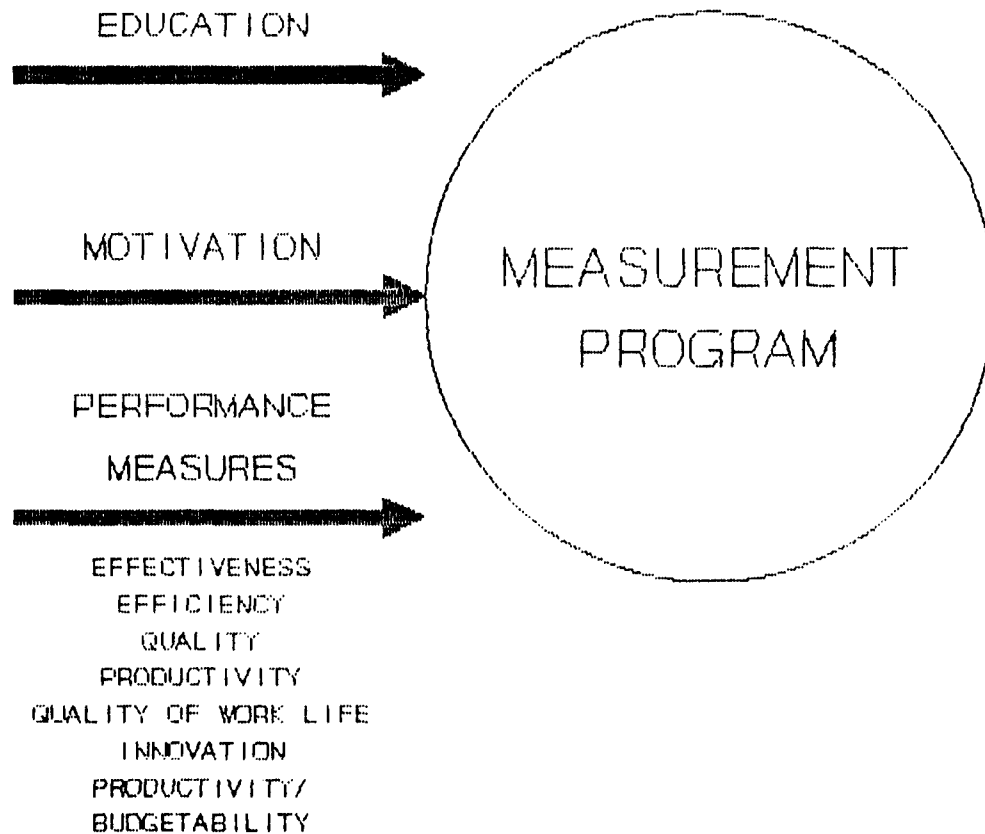 EDUCATION
MOTIVATION
MEASUREMENT
PROGRAM
PERFORMANCE
MEASURES
EFFECTIVENESS
EFFICIENCY
QUALITY
PRODUCTIVITY
QUALITY OF WORK LIFE
INNOVATION
PRODUCTIVITY/
BUDGETABILITY